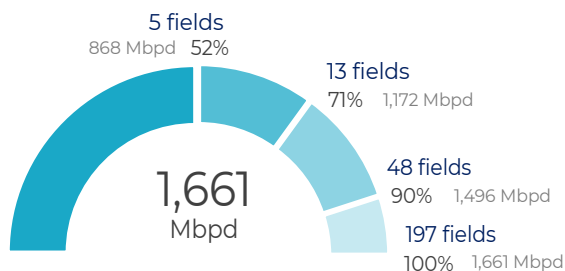 5 fields
868 Mbpd 52%
13 fields
71% 1,172 Mbpd
48 fields
90% 1,496 Mbpd
1,661
Mbpd
197 fields
100% 1,661 Mbpd